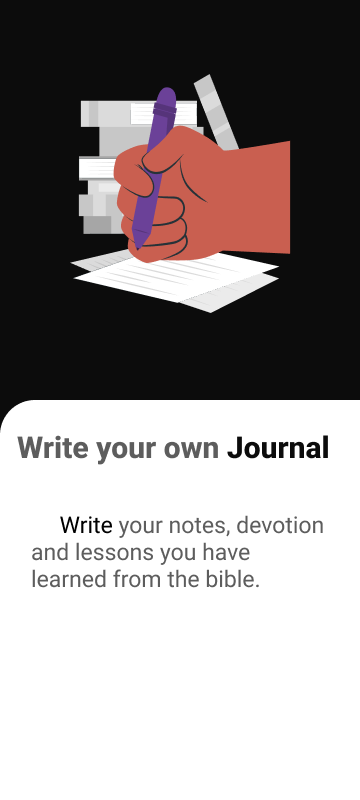 Write your own Journal
Write your notes, devotion
and lessons you have
learned from the bible.